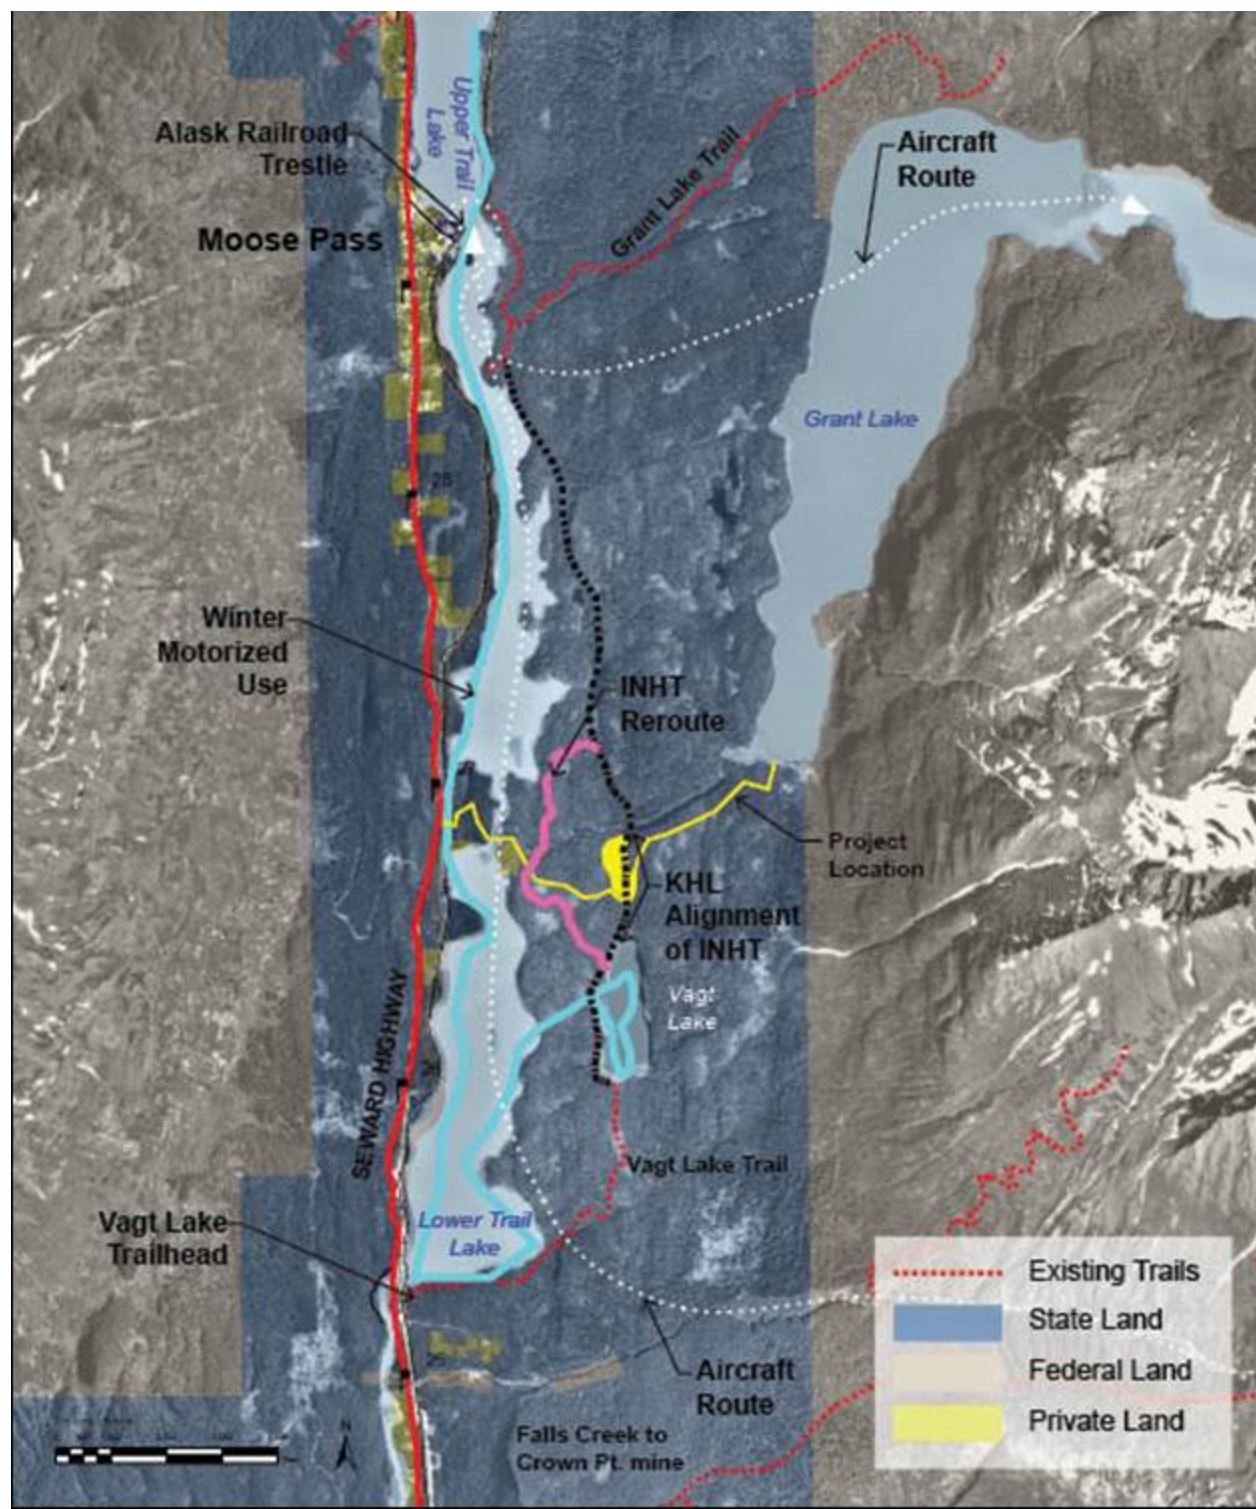 Alask Railroad
Trestle
Upper Trail
Lake
Moose Pass
Grant Lake Trail
Aircraft
Route
Grant Lake
26
Winter
Motorized
Use
INHT
Reroute
Project
Location
KHL
Alignment
of INHT
Vagt
Lake
SEWARD HIGHWAY
Vagt Lake Trail
Vagt Lake
Trailhead
Lower Trail
Lake
Aircraft
Route
Falls Creek to
Crown Pt. mine
N
Existing Trails
State Land
Federal Land
Private Land